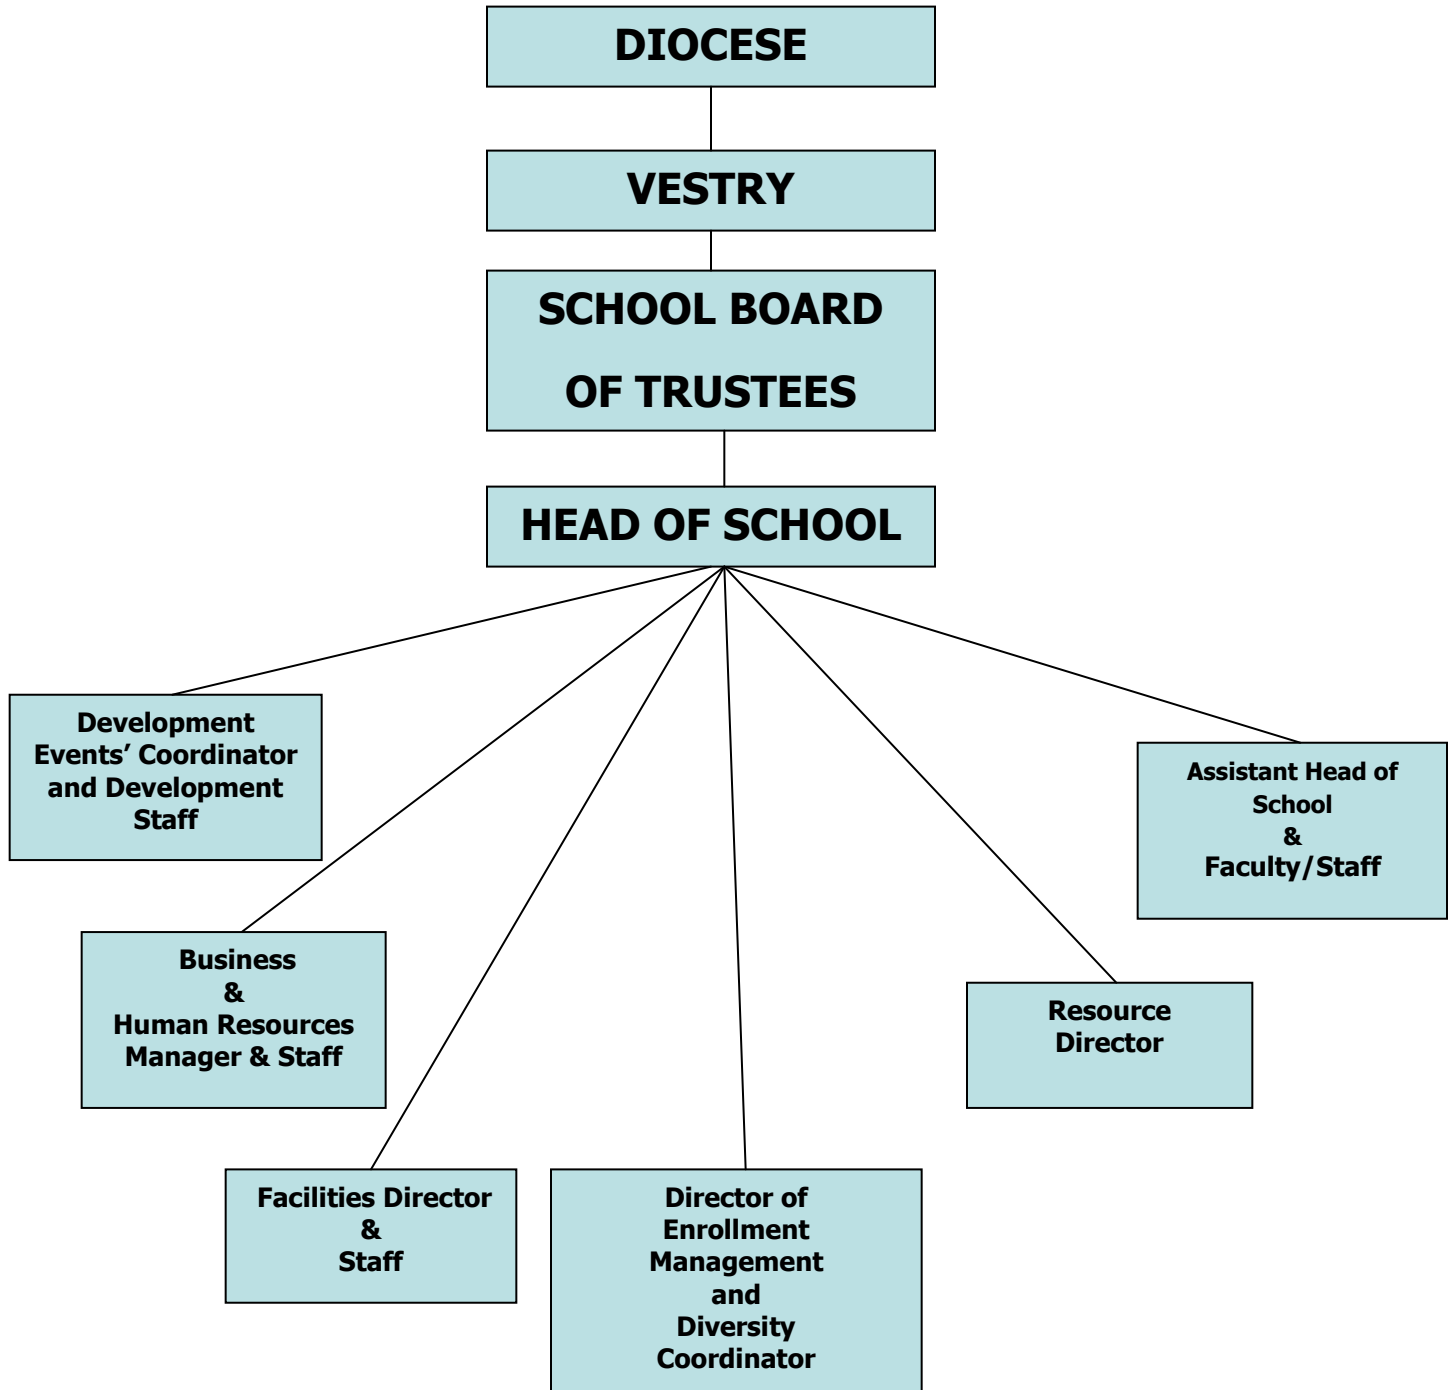 DIOCESE
VESTRY
SCHOOL BOARD
OF TRUSTEES
HEAD OF SCHOOL
Development
Events’ Coordinator
and Development
Staff
Assistant Head of
School
&
Faculty/Staff
Business
&
Human Resources
Manager & Staff
Resource
Director
Facilities Director
&
Staff
Director of
Enrollment
Management
and
Diversity
Coordinator